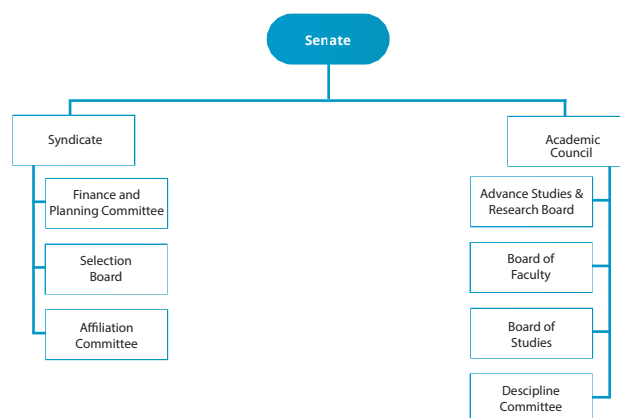 Senate
Syndicate
Finance and
Planning Committee
Selection
Board
Affiliation
Committee
Academic
Council
Advance Studies &
Research Board
Board of
Faculty
Board of
Studies
Descipline
Committee